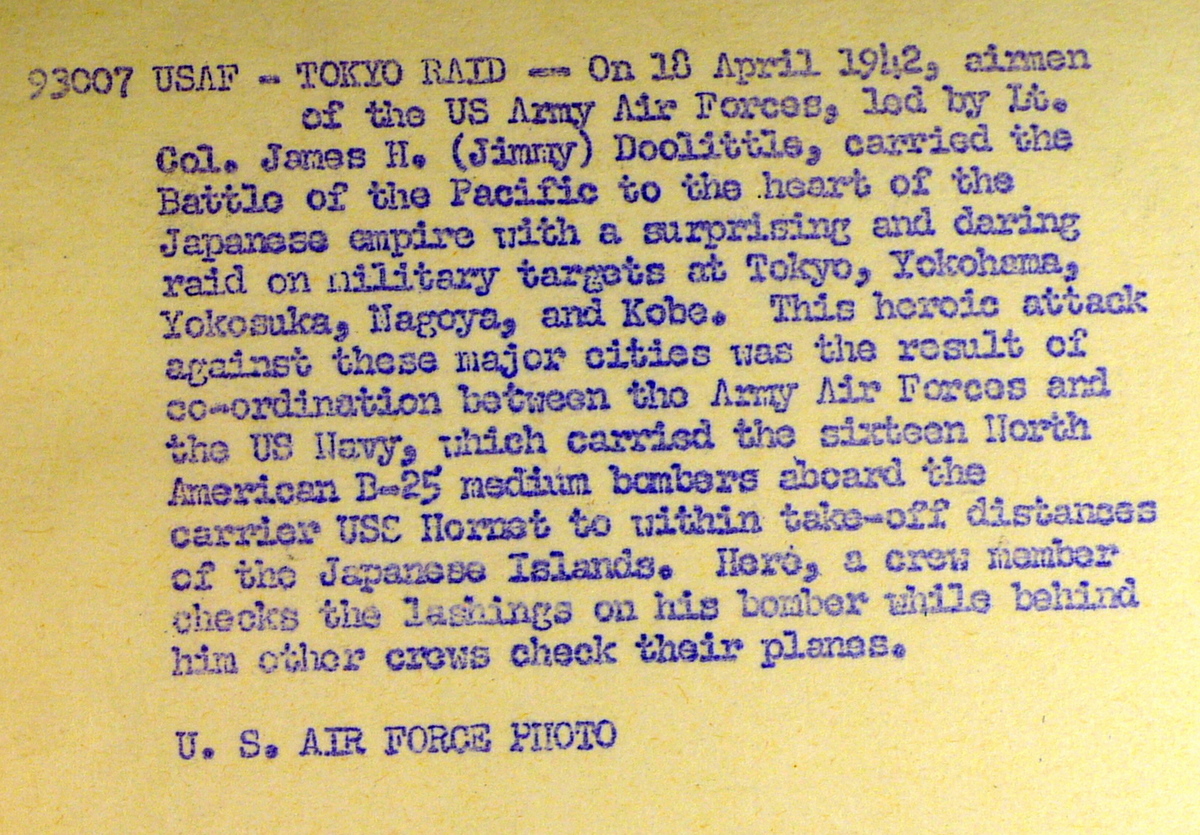 93007 USAF - TOKYO RAID -- On 18 April 1942, airmen
of the US Army Air Forces, led by Lt.
Col. James H. (Jimmy) Doolittle, carried the
Battle of the Pacific to the heart of the
Japanese empire with a surprising and daring
raid on military targets at Tokyo, Yokohama,
Yokosuka, Nagoya, and Kobe. This heroic attack
against these major cities was the result of
co-ordination between the Army Air Forces and
the US Navy, which carried the sixteen North
American B-25 medium bombers aboard the
carrier USS Hornet to within take-off distances
of the Japanese Islands. Here, a crew member
checks the lashings on his bomber while behind
him other crews check their planes.
U. S. AIR FORCE PHOTO